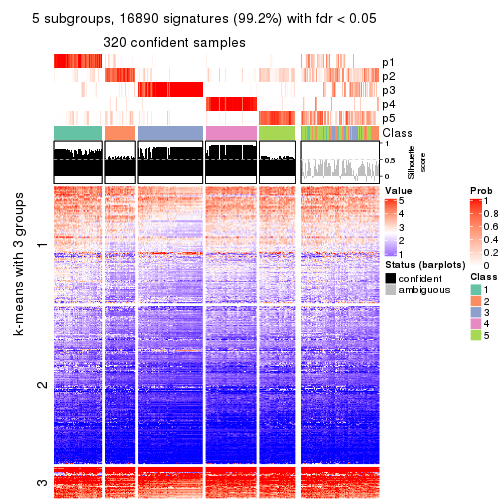 5 subgroups, 16890 signatures (99.2%) with fdr < 0.05
320 confident samples
p1
p2
p3
p4
p5
Class
1
0.5
0
Silhouette
score
k-means with 3 groups
1
2
3
Value
5
4
3
2
1
Status (barplots)
confident
ambiguous
Prob
1
0.8
0.6
0.4
0.2
0
Class
1
2
3
4
5